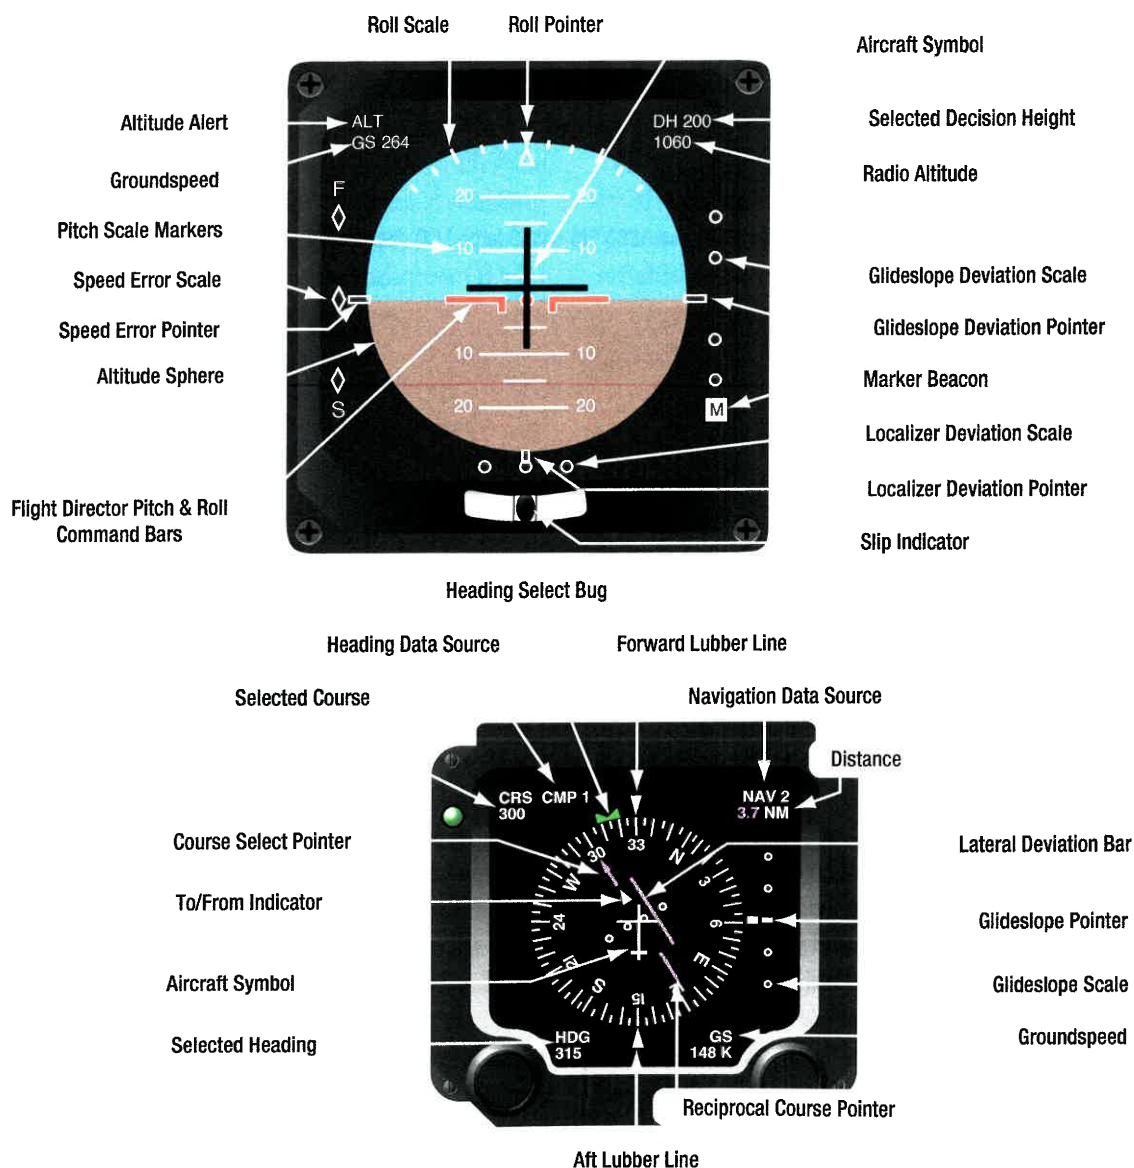 Roll Scale
Roll Pointer
Aircraft Symbol
Altitude Alert
ALT
DH 200
Selected Decision Height
Groundspeed
GS 264
1060
Radio Altitude
F
20 20
Pitch Scale Markers
10 10
Speed Error Scale
Glideslope Deviation Scale
Speed Error Pointer
Glideslope Deviation Pointer
Altitude Sphere
10 10
Marker Beacon
S
20 20
M
Localizer Deviation Scale
Localizer Deviation Pointer
Flight Director Pitch & Roll
Command Bars
Slip Indicator
Heading Select Bug
Heading Data Source
Forward Lubber Line
Selected Course
Navigation Data Source
Distance
CRS CMP 1
300
NAV 2
3.7 NM
Course Select Pointer
Lateral Deviation Bar
30
33
N
3
W
To/From Indicator
24
6
Glideslope Pointer
21
E
S
15
Aircraft Symbol
Glideslope Scale
Selected Heading
HDG
315
GS
148 K
Groundspeed
Reciprocal Course Pointer
Aft Lubber Line